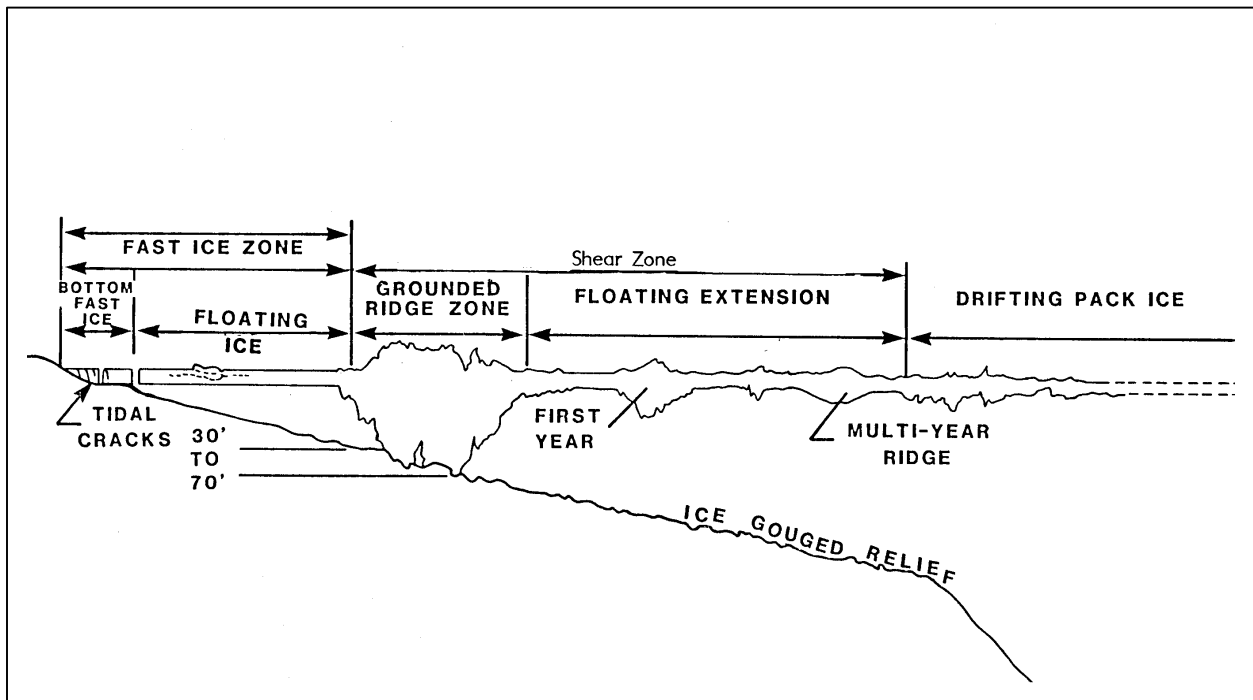 FAST ICE ZONE
Shear Zone
BOTTOM
FAST
ICE
FLOATING
ICE
GROUNDED
RIDGE ZONE
FLOATING EXTENSION
DRIFTING PACK ICE
TIDAL
CRACKS
30'
TO
70'
FIRST
YEAR
MULTI-YEAR
RIDGE
ICE GOUGED RELIEF